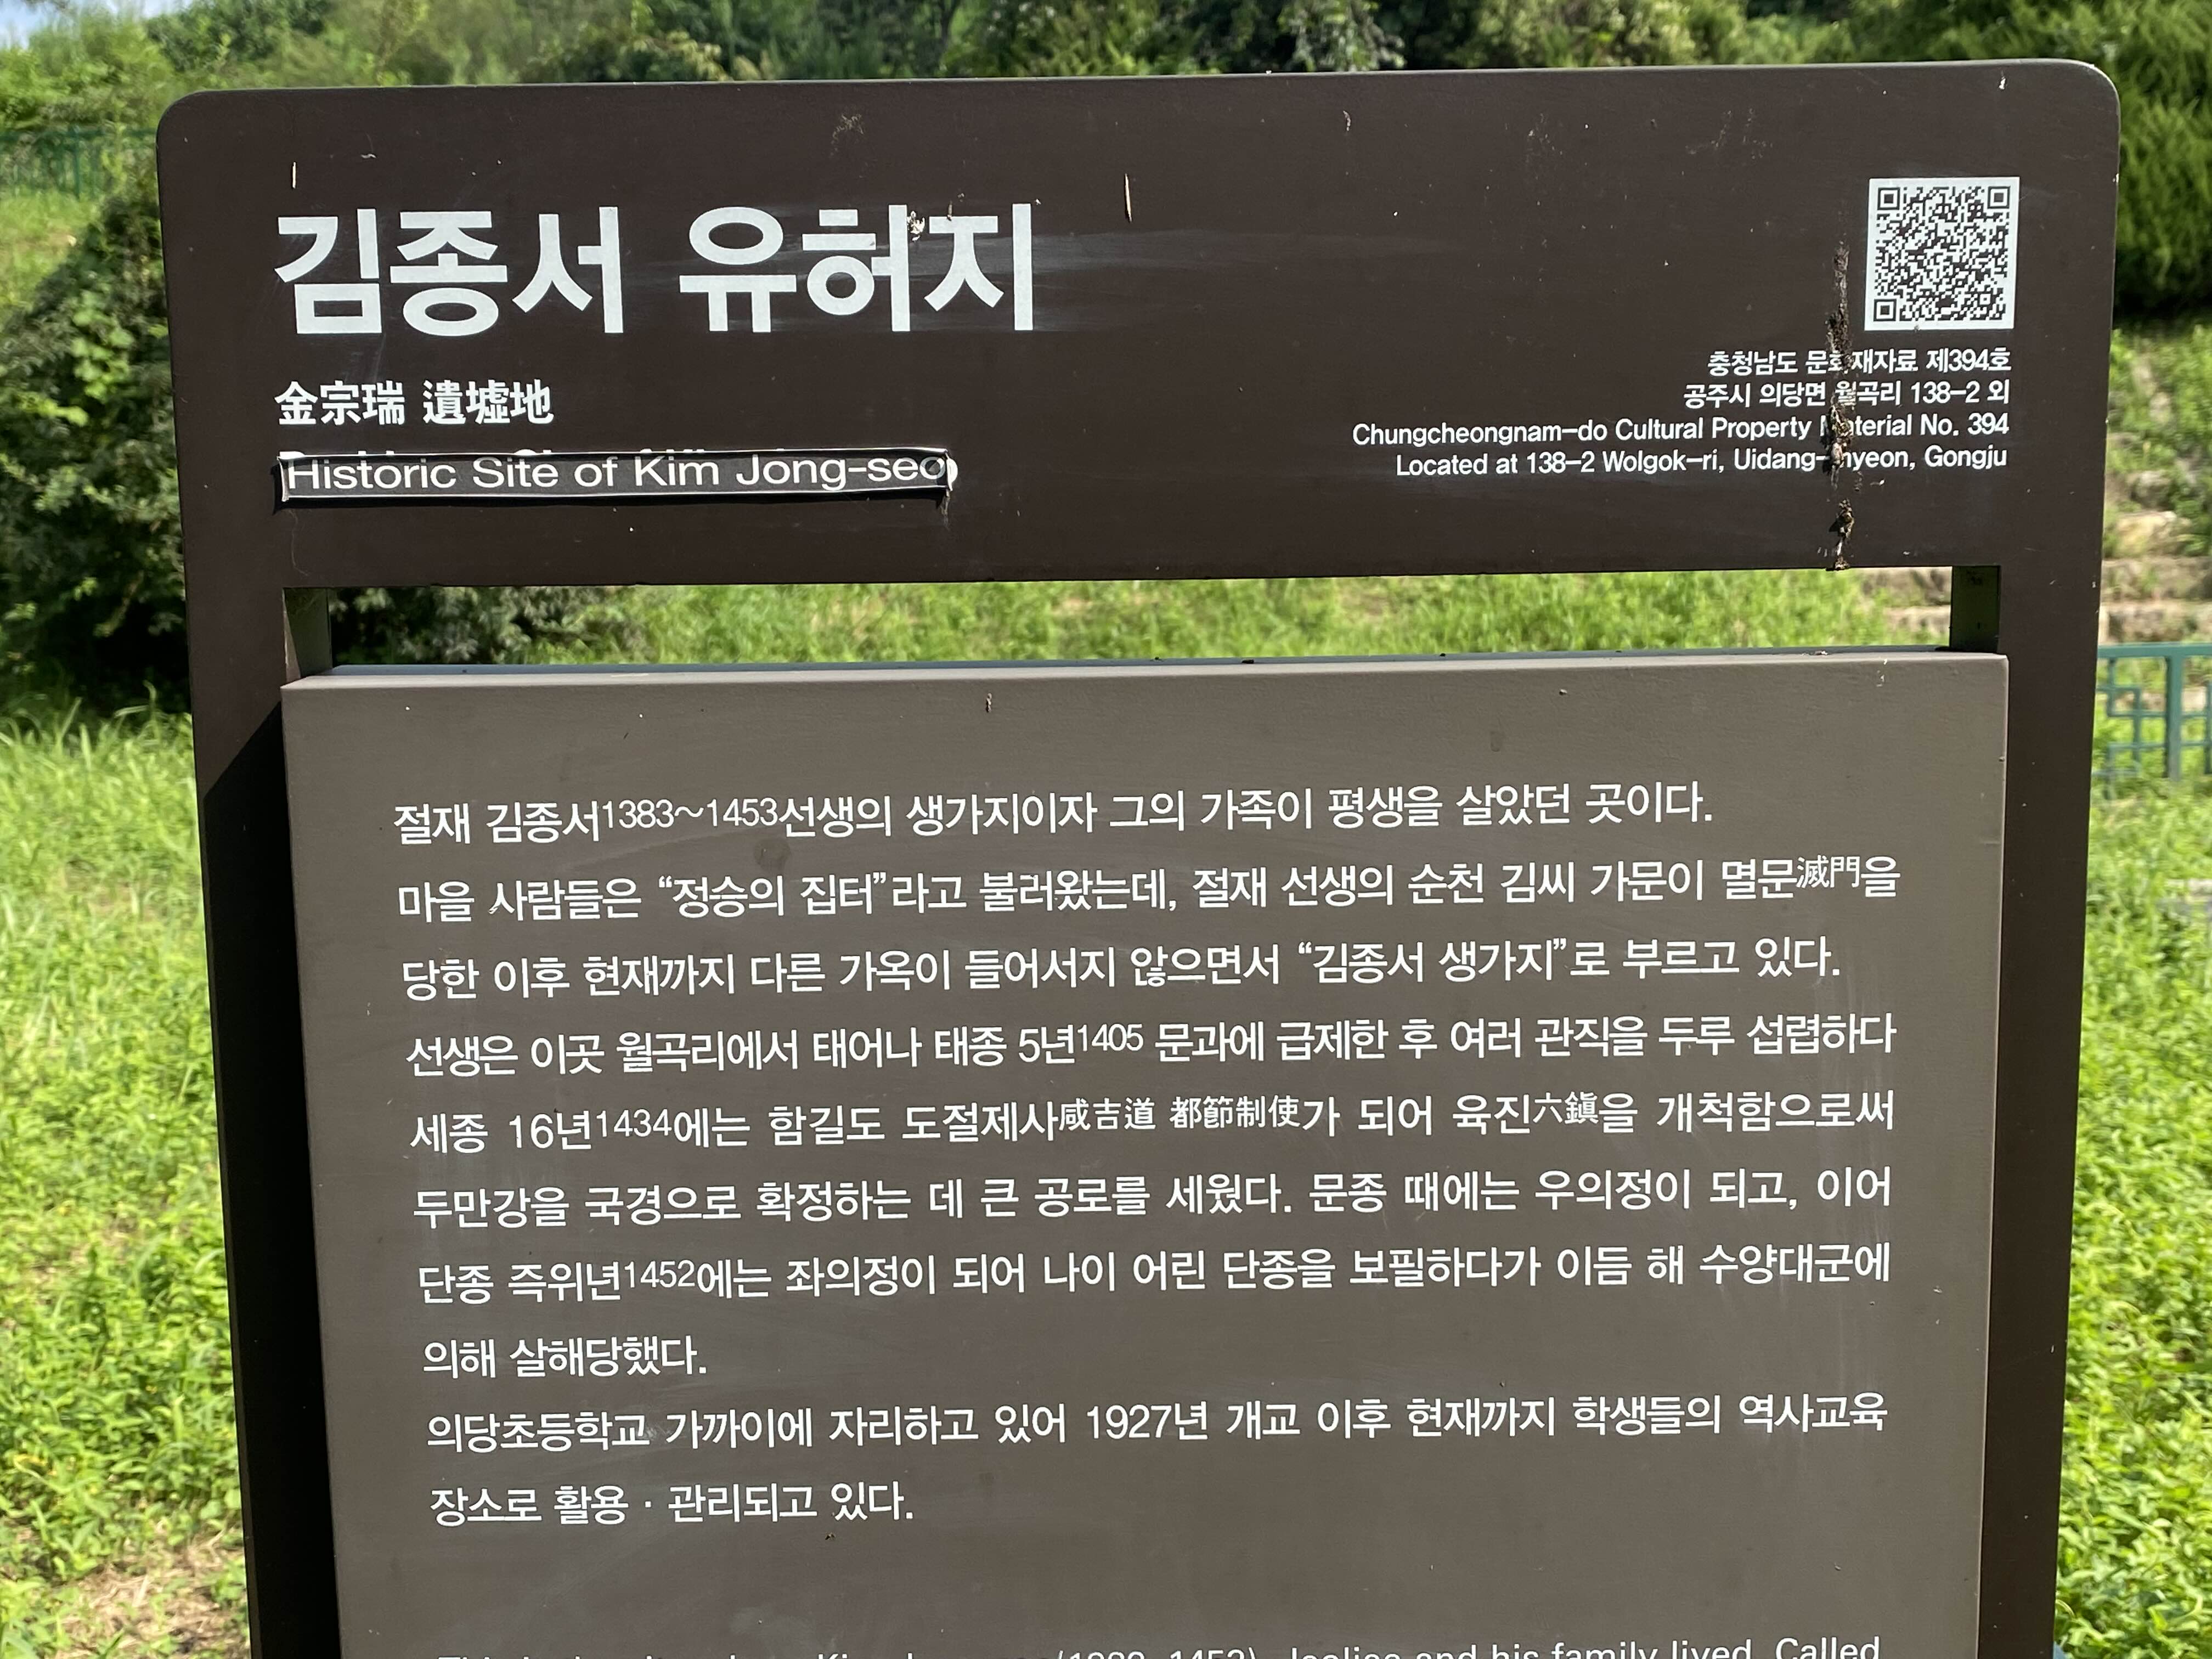 김종서 유허지
金宗瑞 遺墟地
Historic Site of Kim Jong-seo
충청남도 문화재자료 제394호
공주시 의당면 월곡리 138-2 외
Chungcheongnam-do Cultural Property Material No. 394
Located at 138-2 Wolgok-ri, Uidang-myeon, Gongju
절재 김종서1383~1453선생의 생가지이자 그의 가족이 평생을 살았던 곳이다.
마을 사람들은 “정승의 집터”라고 불러왔는데, 절재 선생의 순천 김씨 가문이 멸문滅門을
당한 이후 현재까지 다른 가옥이 들어서지 않으면서 “김종서 생가지”로 부르고 있다.
선생은 이곳 월곡리에서 태어나 태종 5년1405 문과에 급제한 후 여러 관직을 두루 섭렵하다
세종 16년1434에는 함길도 도절제사咸吉道 都節制使가 되어 육진六鎭을 개척함으로써
두만강을 국경으로 확정하는 데 큰 공로를 세웠다. 문종 때에는 우의정이 되고, 이어
단종 즉위년1452에는 좌의정이 되어 나이 어린 단종을 보필하다가 이듬 해 수양대군에
의해 살해당했다.
의당초등학교 가까이에 자리하고 있어 1927년 개교 이후 현재까지 학생들의 역사교육
장소로 활용 · 관리되고 있다.
and his family lived. Called